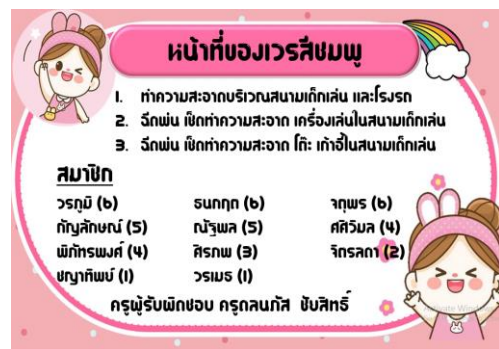 หน้าที่ของเวรสีชมพู
1. ทำความสะอาดบริเวณสนามเด็กเล่น และโรงรถ
2. ฉีดพ่น เช็ดทำความสะอาด เครื่องเล่นในสนามเด็กเล่น
3. ฉีดพ่น เช็ดทำความสะอาด โต๊ะ เก้าอี้ในสนามเด็กเล่น
สมาชิก
วรภูมิ (6) ธนกฤต (6) จตุพร (6)
กัญลักษณ์ (5) ณัฐพล (5) ศศิวิมล (4)
พิภัทรพงศ์ (4) ศิรภพ (3) จิตรลดา (2)
ชญาทิพย์ (1) วรเมธ (1)
ครูผู้รับผิดชอบ ครูดลนภัส ขับสิทธิ์
Activate Windows